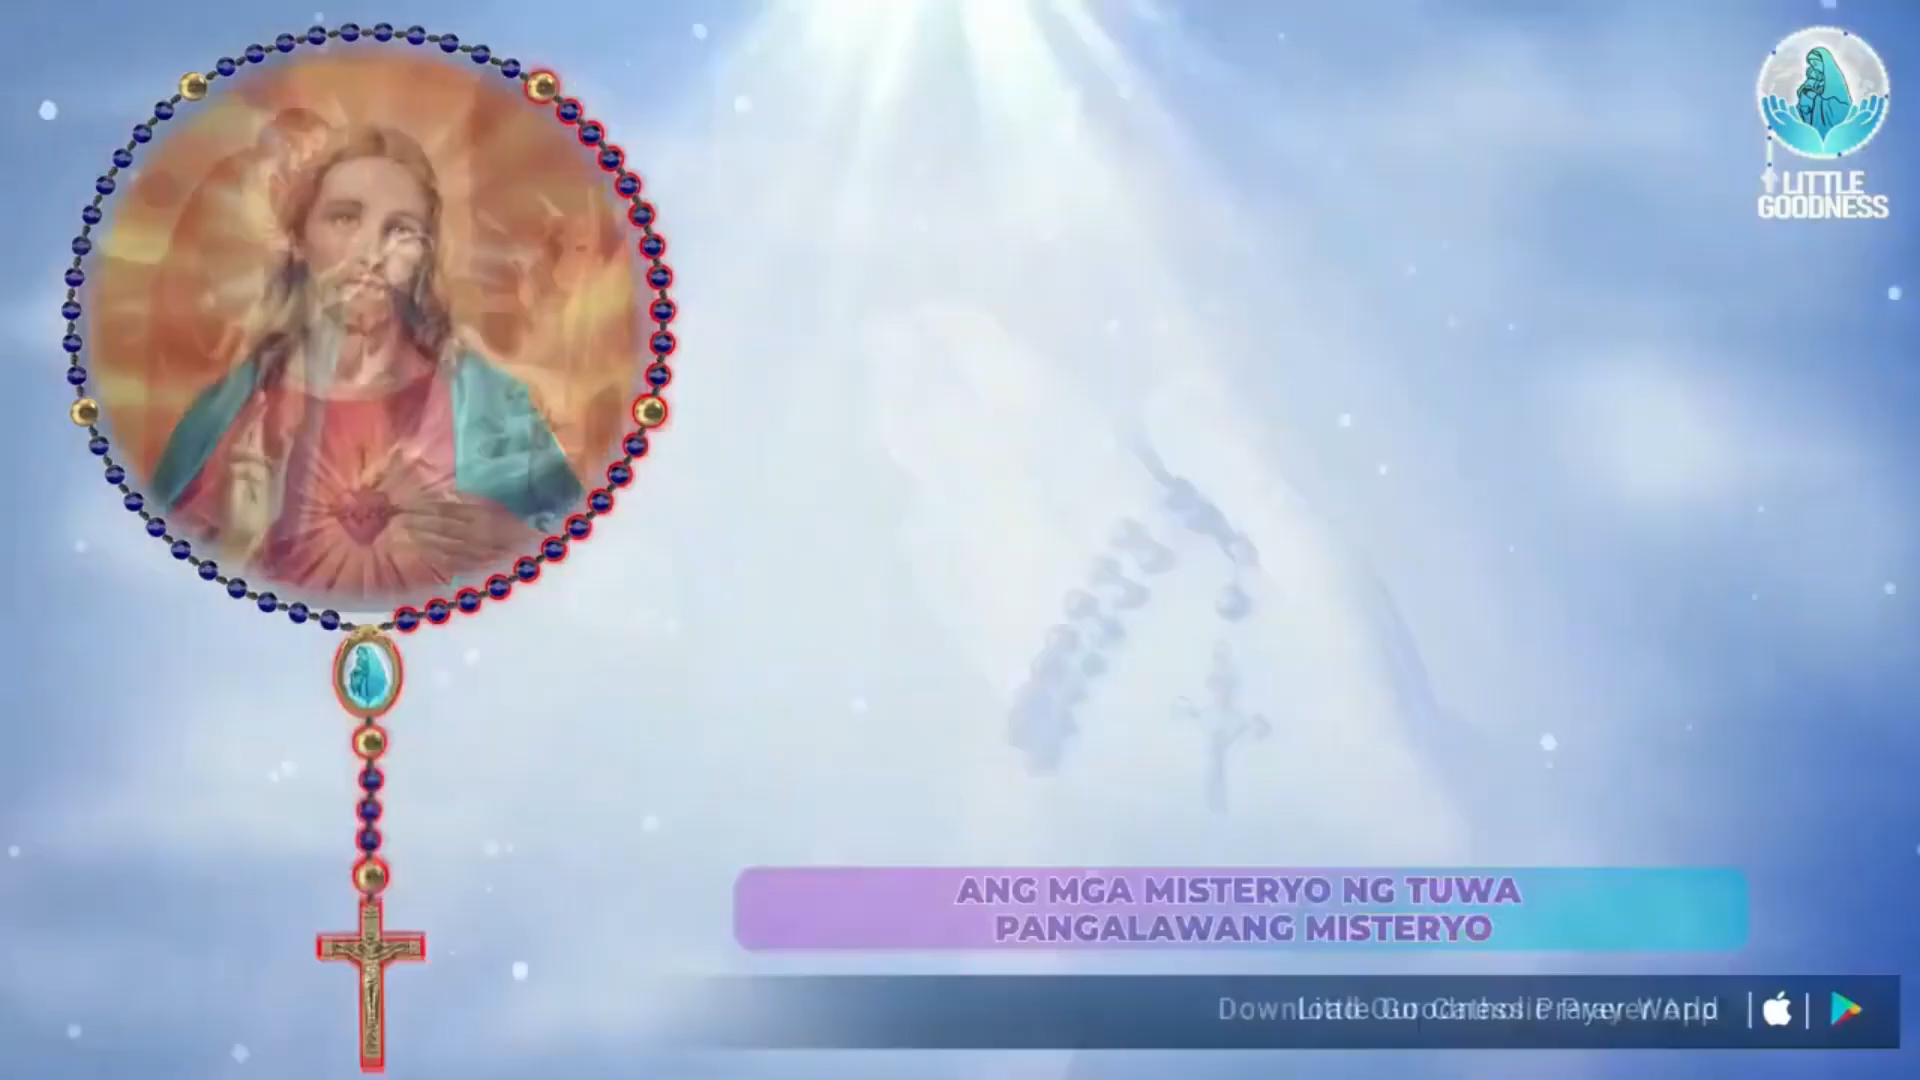 LITTLE
GOODNESS
ANG MGA MISTERYO NG TUWA
PANGALAWANG MISTERYO